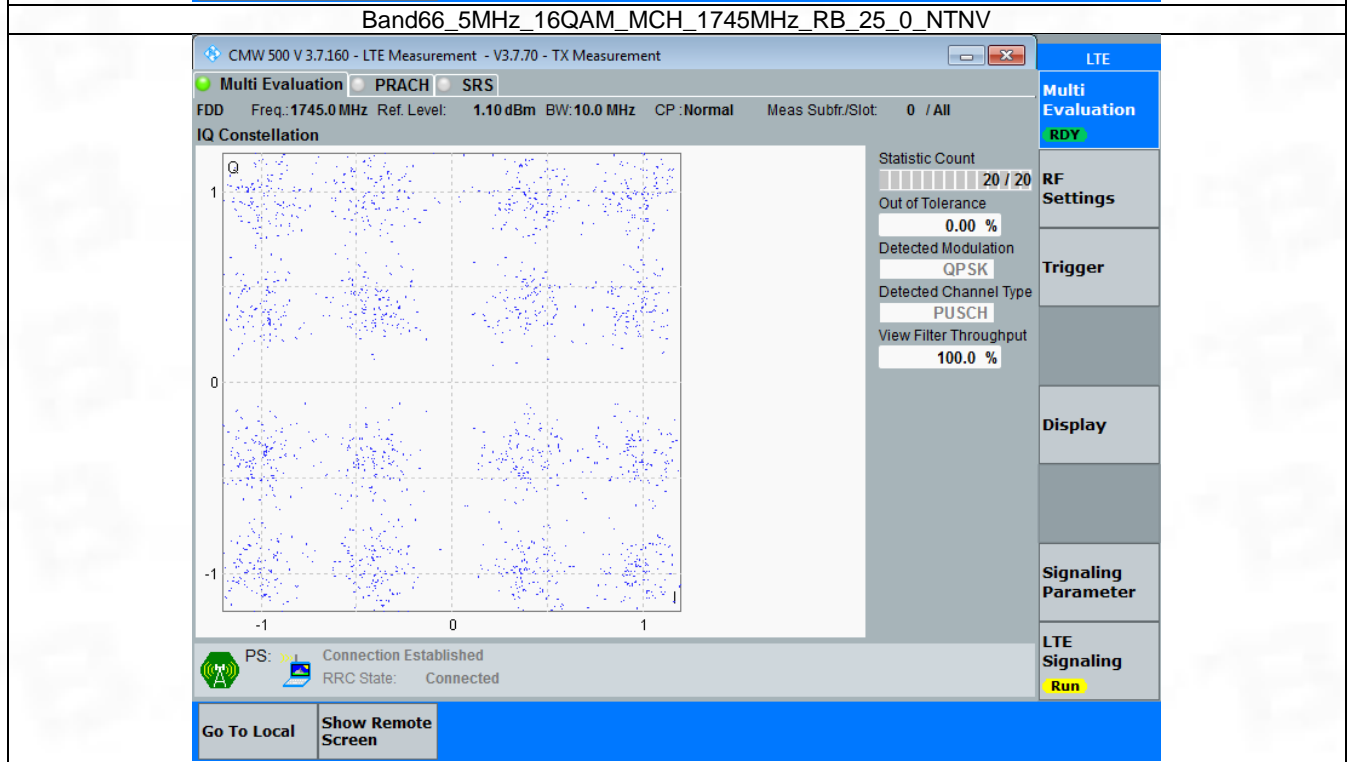 Band66_5MHz_16QAM_MCH_1745MHz_RB_25_0_NTNV
CMW 500 V 3.7.160 - LTE Measurement - V3.7.70 - TX Measurement
LTE
Multi Evaluation PRACH SRS
Multi
Evaluation
RDY
FDD Freq.:1745.0 MHz Ref. Level: 1.10 dBm BW:10.0 MHz CP :Normal Meas Subfr./Slot: 0 / All
IQ Constellation
Q
1
0
-1
I
-1 0 1
Statistic Count
20 / 20
Out of Tolerance
0.00 %
Detected Modulation
QPSK
Detected Channel Type
PUSCH
View Filter Throughput
100.0 %
RF
Settings
Trigger
Display
Signaling
Parameter
LTE
Signaling
Run
PS:
Connection Established
RRC State: Connected
Go To Local
Show Remote
Screen